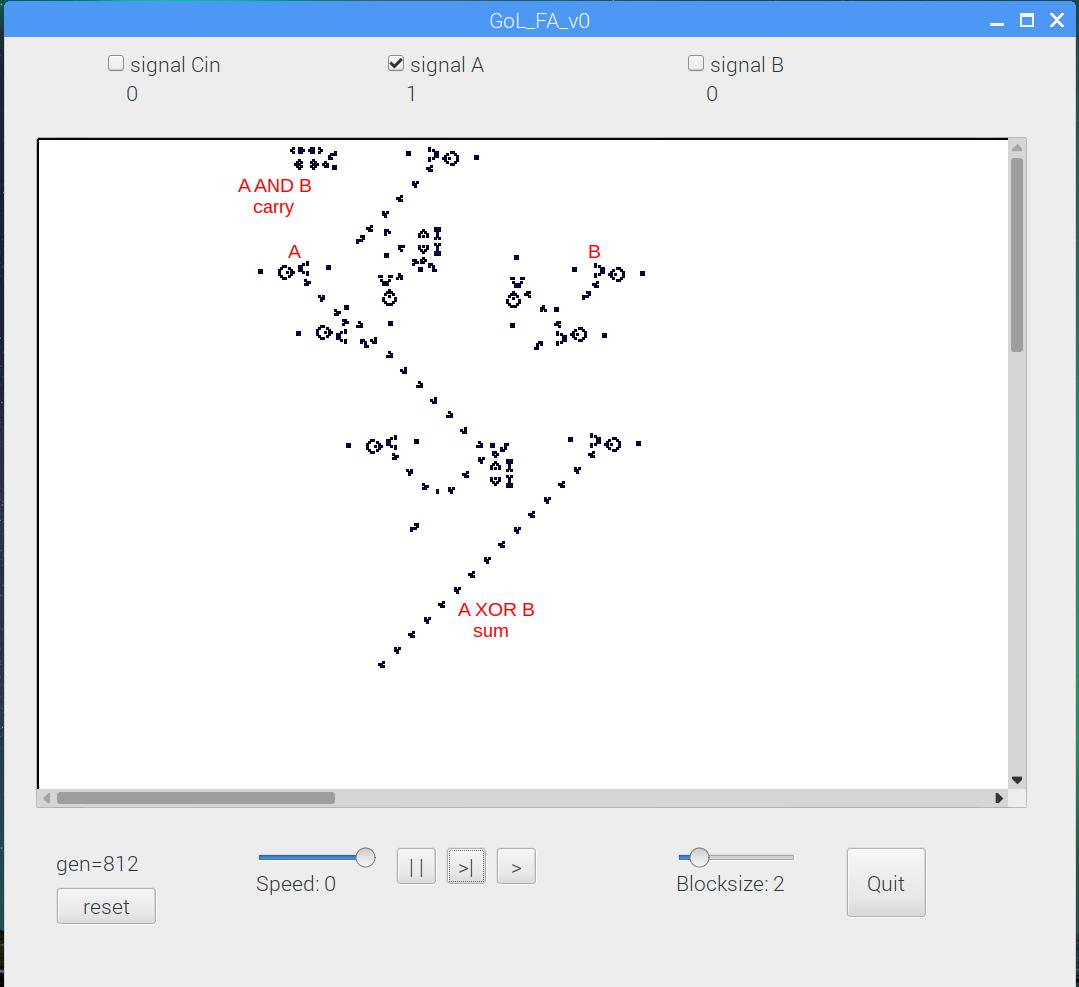 GoL_FA_v0
signal Cin
signal A
signal B
0
1
0
A AND B
carry
A
B
A XOR B
sum
gen=812
reset
Speed: 0
||
>|
>
Blocksize: 2
Quit